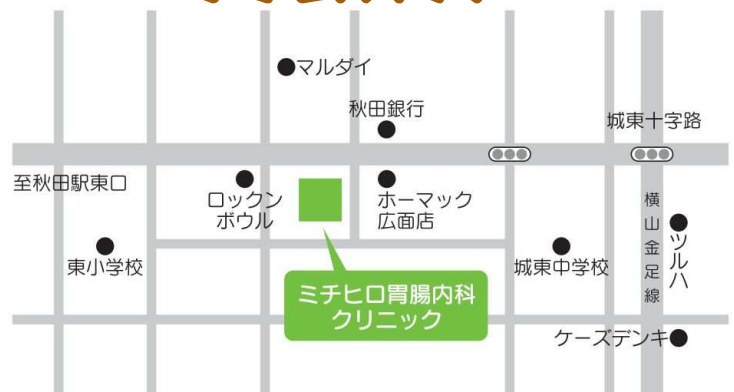 マルダイ
秋田銀行
城東十字路
至秋田駅東口
ロックン
ボウル
ホーマック
広面店
横山金足線
ツルハ
東小学校
城東中学校
ミチヒロ胃腸内科
クリニック
ケーズデンキ